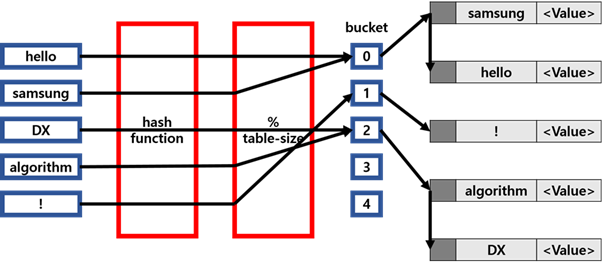 bucket
hello
samsung
DX
algorithm
!
hash
function
%
table-size
0
1
2
3
4
samsung <Value>
hello <Value>
! <Value>
algorithm <Value>
DX <Value>